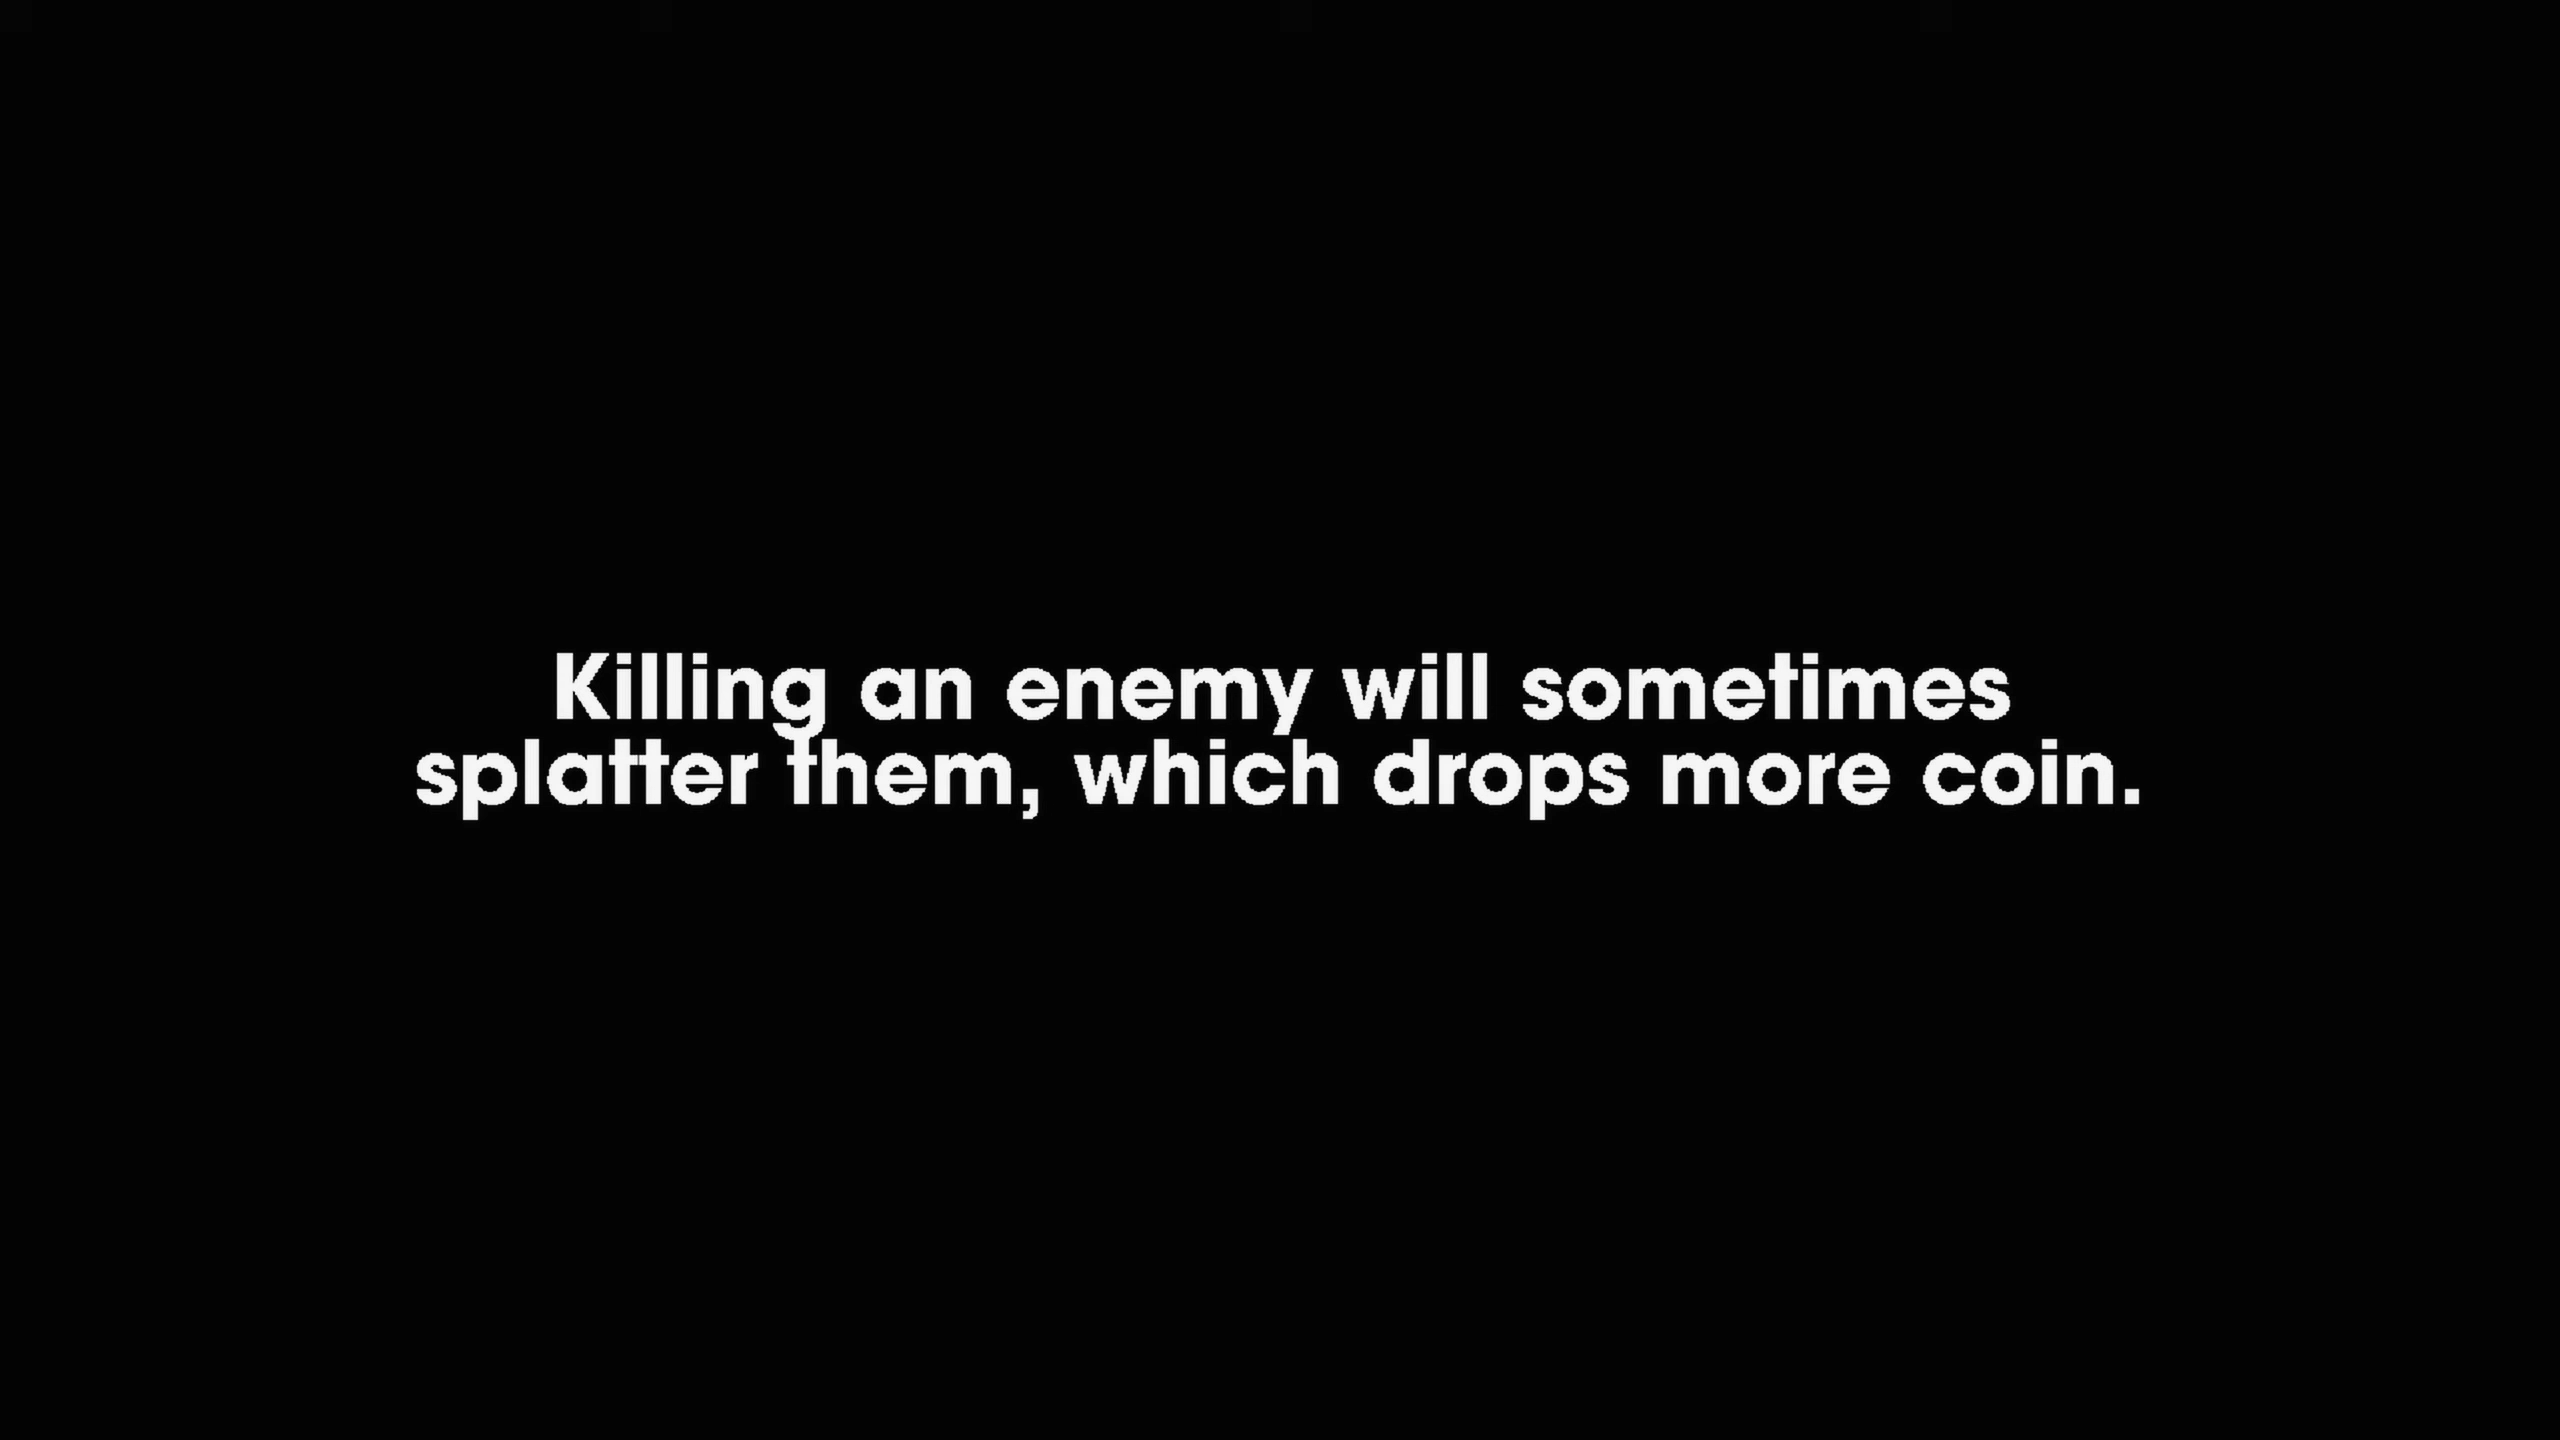 Killing an enemy will sometimes
splatter them, which drops more coin.